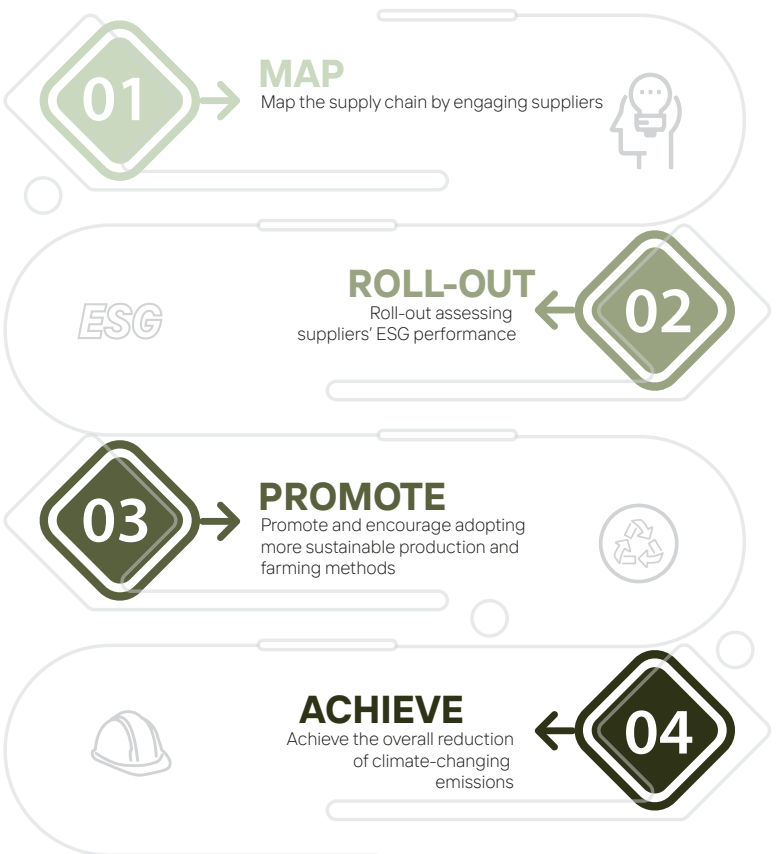 01
MAP
Map the supply chain by engaging suppliers
ROLL-OUT
Roll-out assessing
suppliers’ ESG performance
ESG
02
03
PROMOTE
Promote and encourage adopting
more sustainable production and
farming methods
ACHIEVE
Achieve the overall reduction
of climate-changing
emissions
04